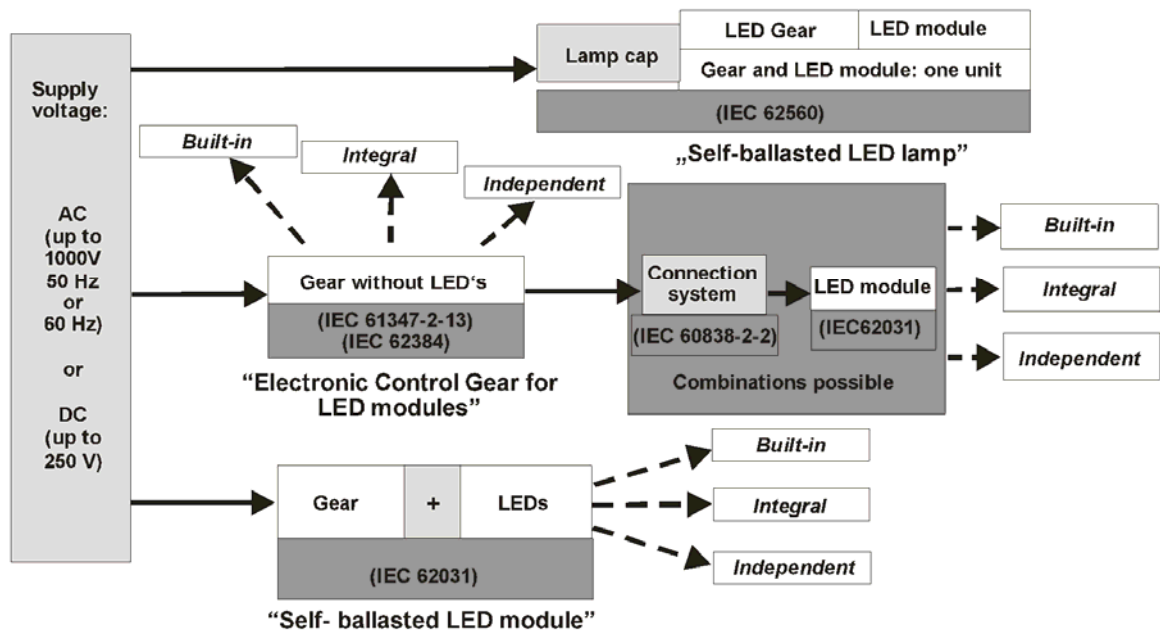 Supply
voltage:
AC
(up to
1000V
50 Hz
or
60 Hz)
or
DC
(up to
250 V)
Lamp cap
LED Gear
LED module
Gear and LED module: one unit
(IEC 62560)
„Self-ballasted LED lamp”
Built-in
Integral
Independent
Gear without LED‘s
(IEC 61347-2-13)
(IEC 62384)
“Electronic Control Gear for
LED modules”
Connection
system
(IEC 60838-2-2)
LED module
(IEC62031)
Combinations possible
Built-in
Integral
Independent
Gear
+
LEDs
(IEC 62031)
“Self- ballasted LED module”
Built-in
Integral
Independent